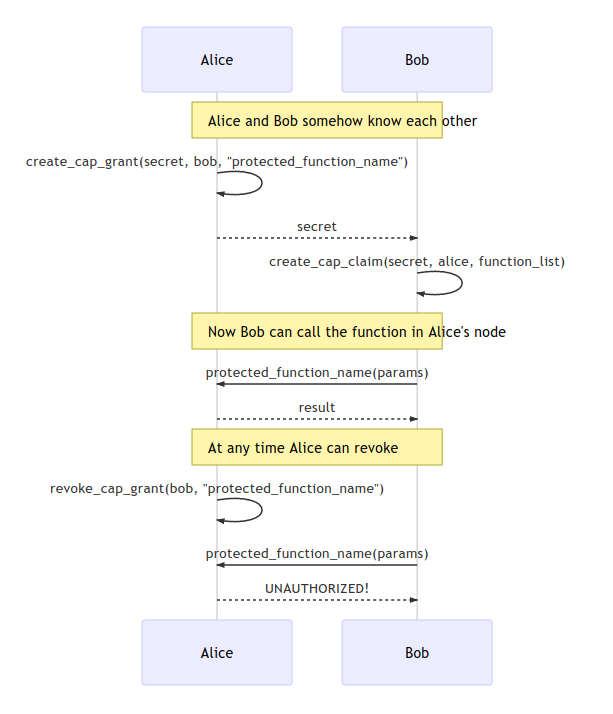 Alice
Bob
Alice and Bob somehow know each other
create_cap_grant(secret, bob, "protected_function_name")
secret
create_cap_claim(secret, alice, function_list)
Now Bob can call the function in Alice's node
protected_function_name(params)
result
At any time Alice can revoke
revoke_cap_grant(bob, "protected_function_name")
protected_function_name(params)
UNAUTHORIZED!
Alice
Bob